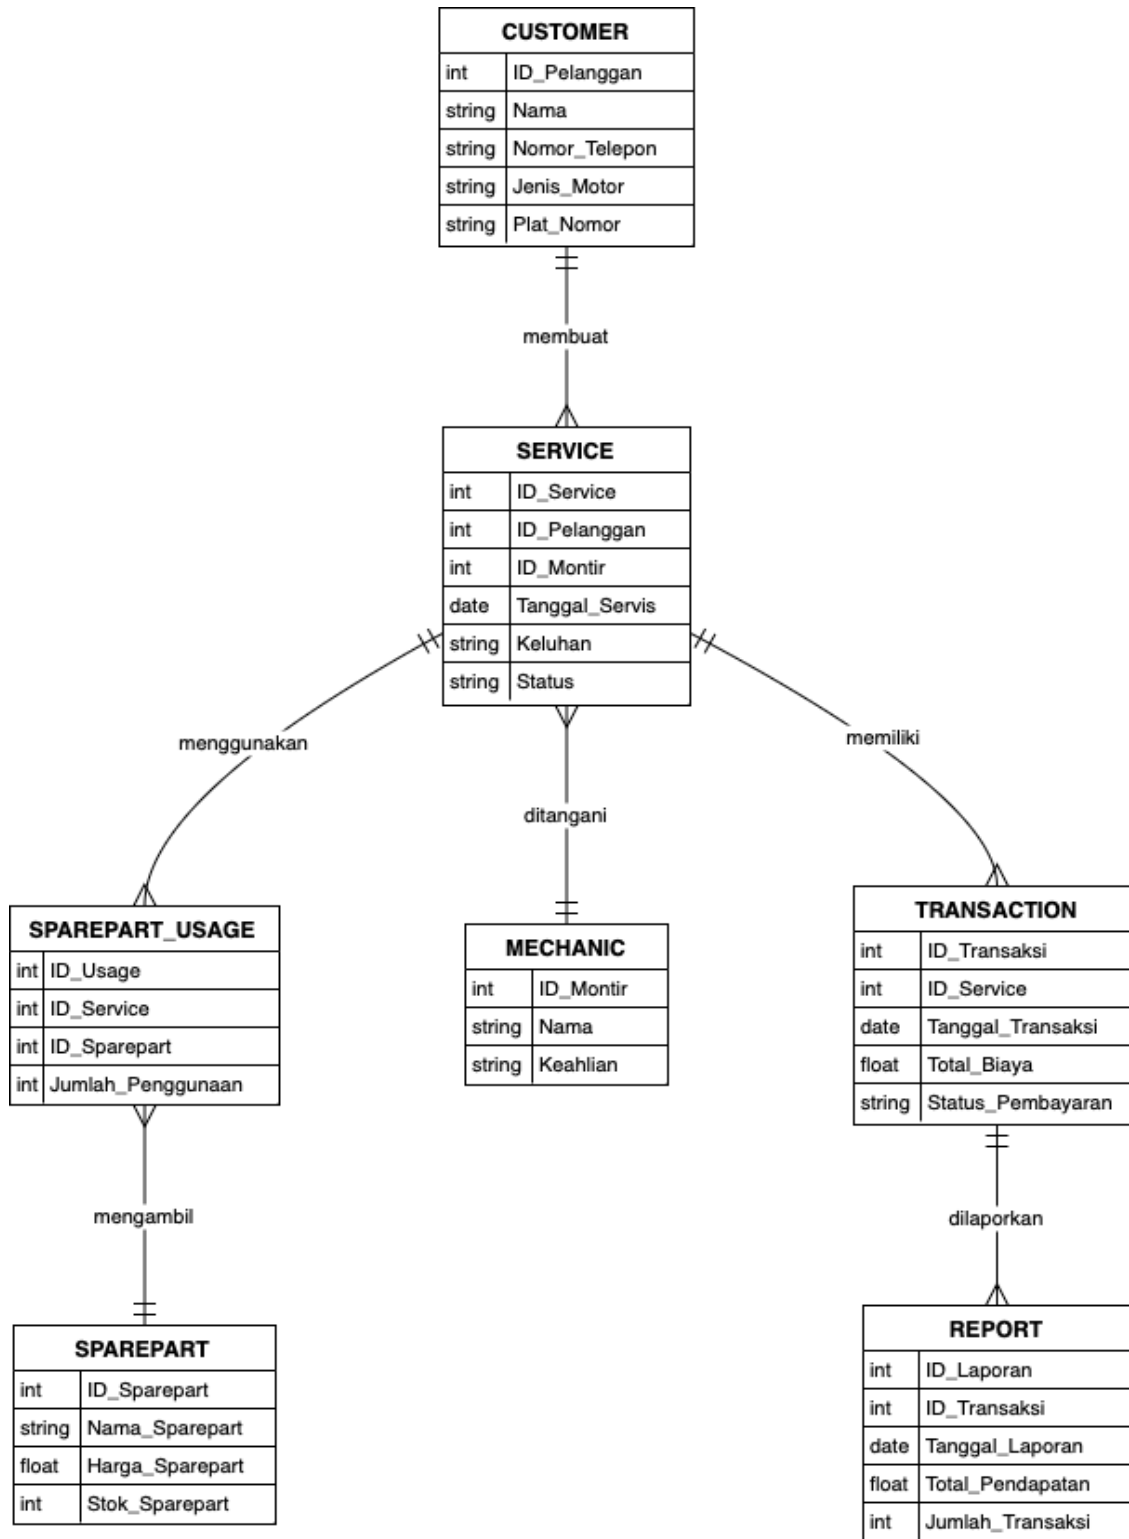 CUSTOMER
int ID_Pelanggan
string Nama
string Nomor_Telepon
string Jenis_Motor
string Plat_Nomor
membuat
SERVICE
int ID_Service
int ID_Pelanggan
int ID_Montir
date Tanggal_Servis
string Keluhan
string Status
menggunakan
ditangani
memiliki
SPAREPART_USAGE
int ID_Usage
int ID_Service
int ID_Sparepart
int Jumlah_Penggunaan
MECHANIC
int ID_Montir
string Nama
string Keahlian
TRANSACTION
int ID_Transaksi
int ID_Service
date Tanggal_Transaksi
float Total_Biaya
string Status_Pembayaran
mengambil
dilaporkan
SPAREPART
int ID_Sparepart
string Nama_Sparepart
float Harga_Sparepart
int Stok_Sparepart
REPORT
int ID_Laporan
int ID_Transaksi
date Tanggal_Laporan
float Total_Pendapatan
int Jumlah_Transaksi